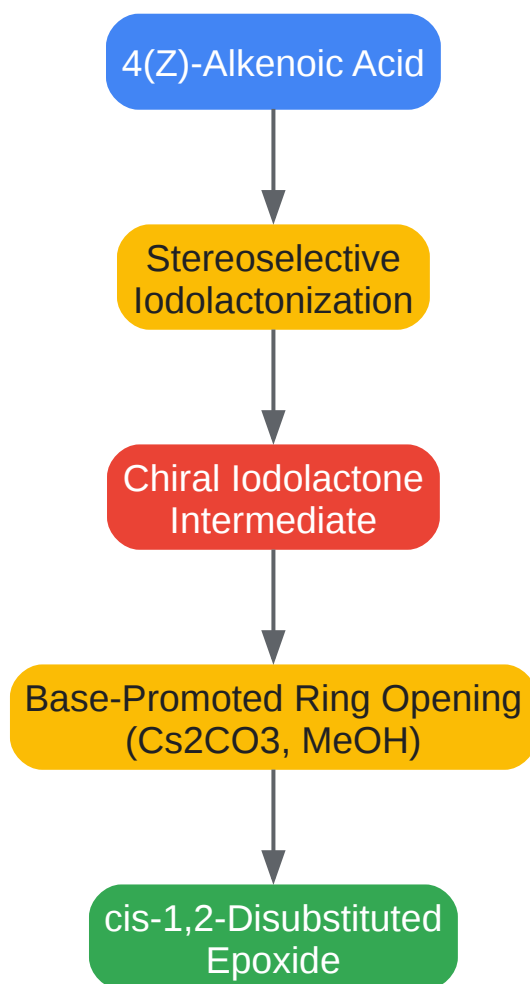 4(Z)-Alkenoic Acid
Stereoselective
Iodolactonization
Chiral Iodolactone
Intermediate
Base-Promoted Ring Opening
(Cs2CO3, MeOH)
cis-1,2-Disubstituted
Epoxide